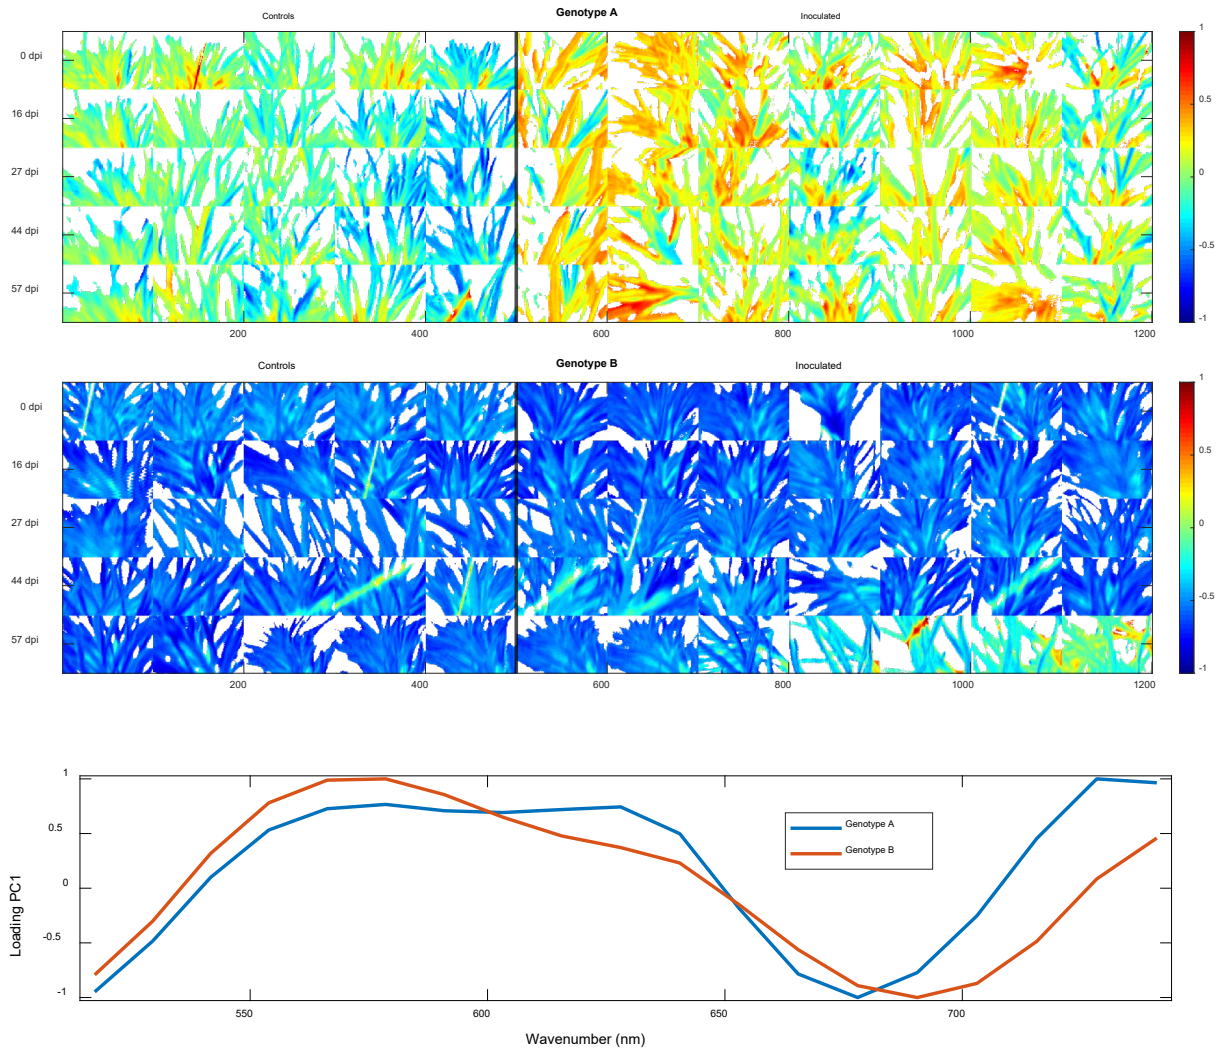 Genotype A
Controls
Inoculated
0 dpi
16 dpi
27 dpi
44 dpi
57 dpi
200
400
600
800
1000
1200
1
0.5
0
-0.5
-1
Genotype B
Controls
Inoculated
0 dpi
16 dpi
27 dpi
44 dpi
57 dpi
200
400
600
800
1000
1200
1
0.5
0
-0.5
-1
1
0.5
0
-0.5
-1
Loading PC1
Genotype A
Genotype B
550
600
650
700
Wavenumber (nm)